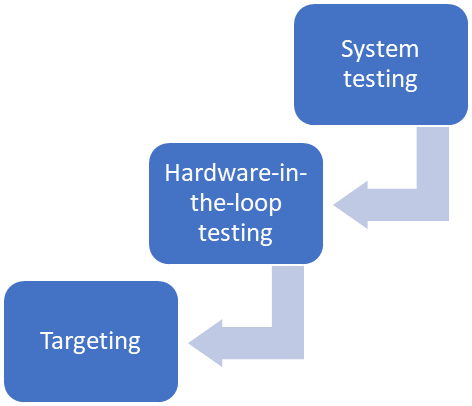 System
testing
Hardware-in-
the-loop
testing
Targeting